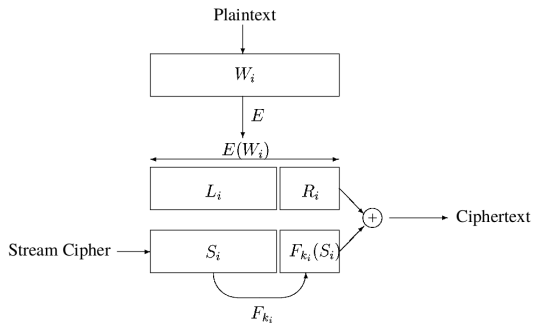 Plaintext
W_i
E
E(W_i)
L_i R_i
+ Ciphertext
Stream Cipher S_i F_{k_i}(S_i)
F_{k_i}